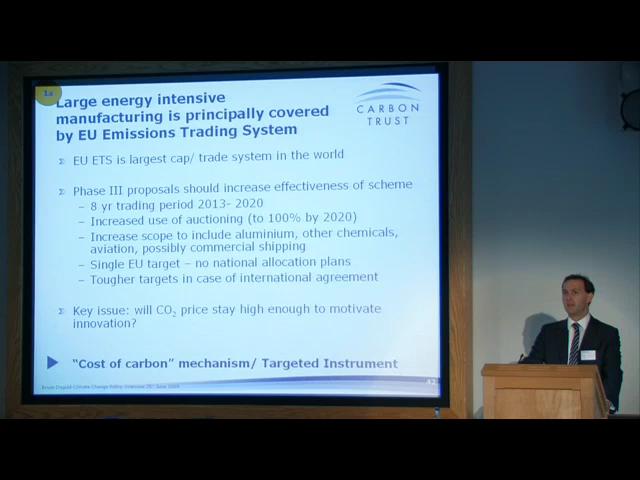 1a
Large energy intensive
manufacturing is principally covered
by EU Emissions Trading System
CARBON
TRUST
Σ EU ETS is largest cap/ trade system in the world
Σ Phase III proposals should increase effectiveness of scheme
– 8 yr trading period 2013- 2020
– Increased use of auctioning (to 100% by 2020)
– Increase scope to include aluminium, other chemicals,
aviation, possibly commercial shipping
– Single EU target – no national allocation plans
– Tougher targets in case of international agreement
Σ Key issue: will CO₂ price stay high enough to motivate
innovation?
“Cost of carbon” mechanism/ Targeted Instrument
Climate Change Policy June